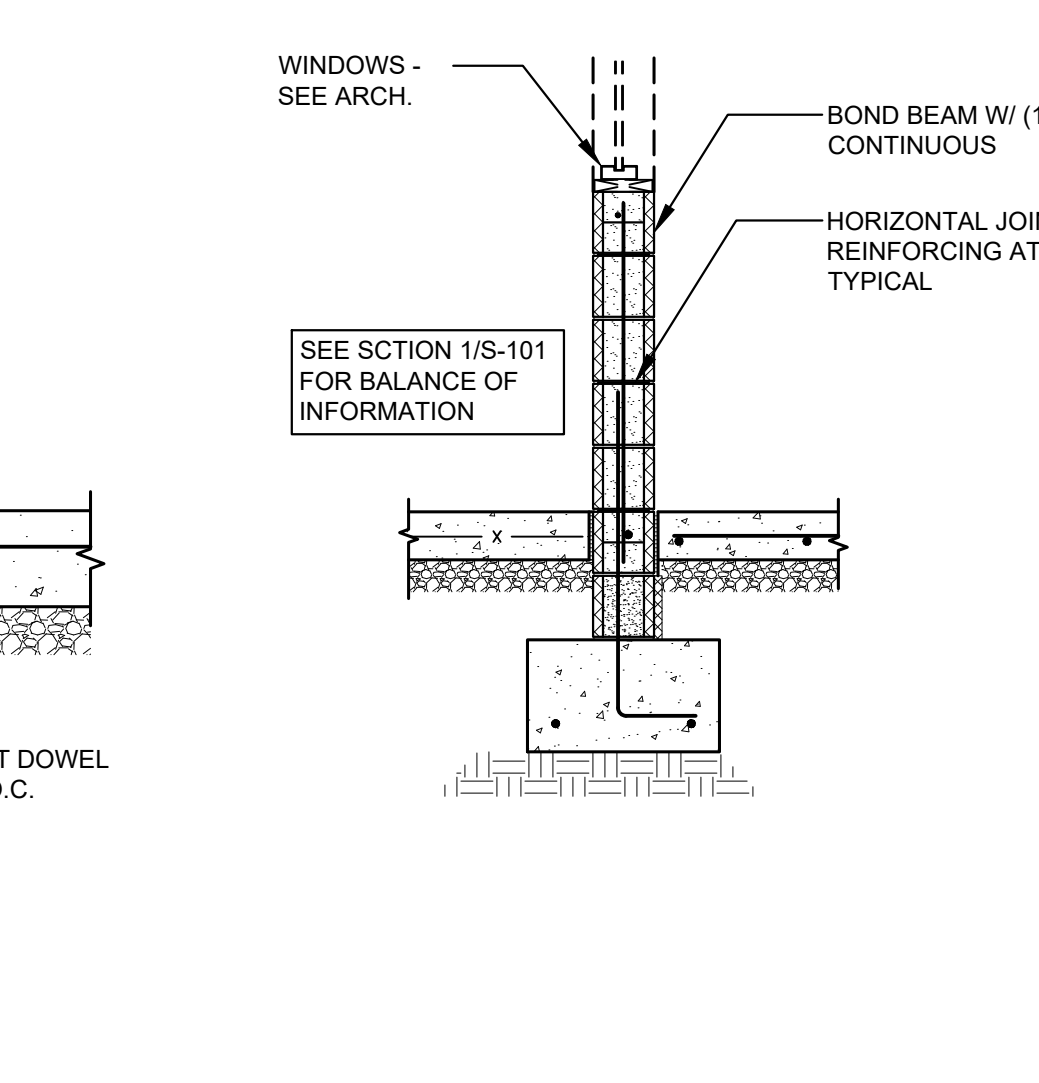 WINDOWS -
SEE ARCH.
BOND BEAM W/ (1
CONTINUOUS
HORIZONTAL JOIN
REINFORCING AT
TYPICAL
SEE SCTION 1/S-101
FOR BALANCE OF
INFORMATION
X
T DOWEL
O.C.